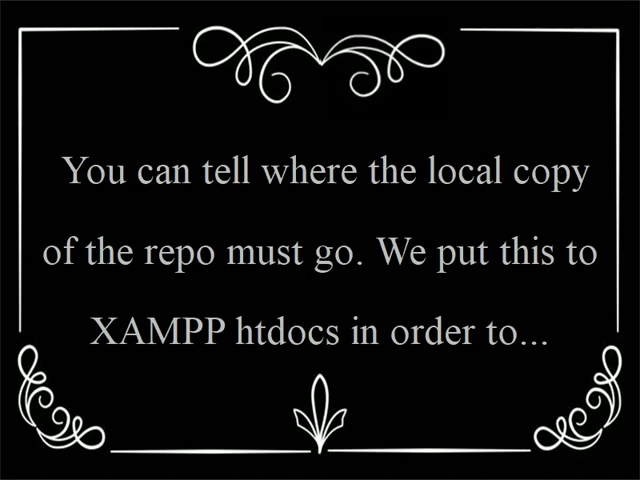 You can tell where the local copy
of the repo must go. We put this to
XAMPP htdocs in order to...